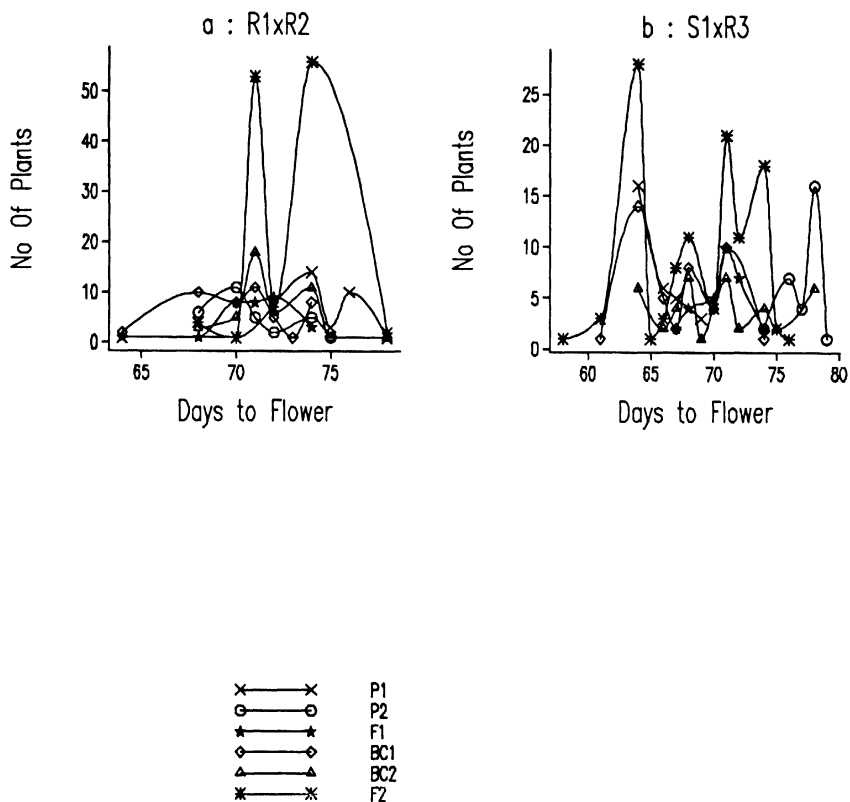 a : R1xR2
No Of Plants
50
40
30
20
10
0
65
70
75
Days to Flower
b : S1xR3
No Of Plants
25
20
15
10
5
0
60
65
70
75
80
Days to Flower
P1
P2
F1
BC1
BC2
F2